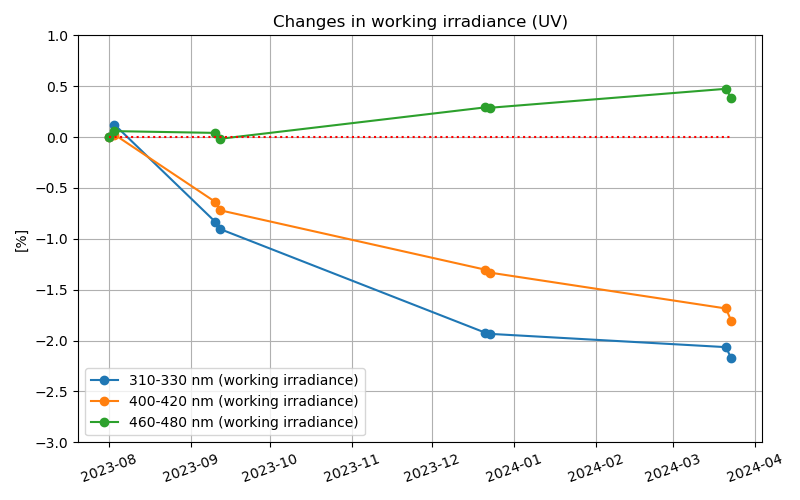 Changes in working irradiance (UV)
[%]
1.0
0.5
0.0
−0.5
−1.0
−1.5
−2.0
−2.5
−3.0
310-330 nm (working irradiance)
400-420 nm (working irradiance)
460-480 nm (working irradiance)
2023-08 2023-09 2023-10 2023-11 2023-12 2024-01 2024-02 2024-03 2024-04